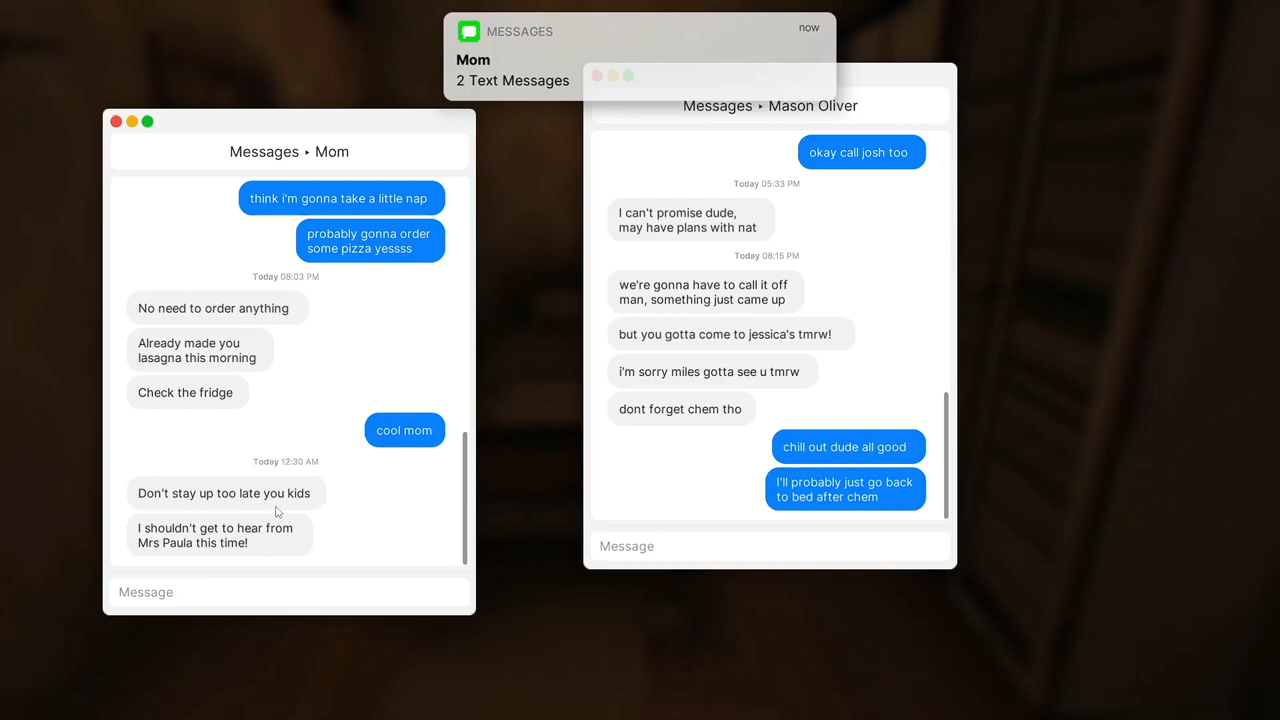 MESSAGES
now
Mom
2 Text Messages
Messages ‣ Mom
think i'm gonna take a little nap
probably gonna order
some pizza yessss
Today 08:03 PM
No need to order anything
Already made you
lasagna this morning
Check the fridge
cool mom
Today 12:30 AM
Don't stay up too late you kids
I shouldn't get to hear from
Mrs Paula this time!
Message
Messages ‣ Mason Oliver
okay call josh too
Today 05:33 PM
I can't promise dude,
may have plans with nat
Today 08:15 PM
we're gonna have to call it off
man, something just came up
but you gotta come to jessica's tmrw!
i'm sorry miles gotta see u tmrw
dont forget chem tho
chill out dude all good
I'll probably just go back
to bed after chem
Message